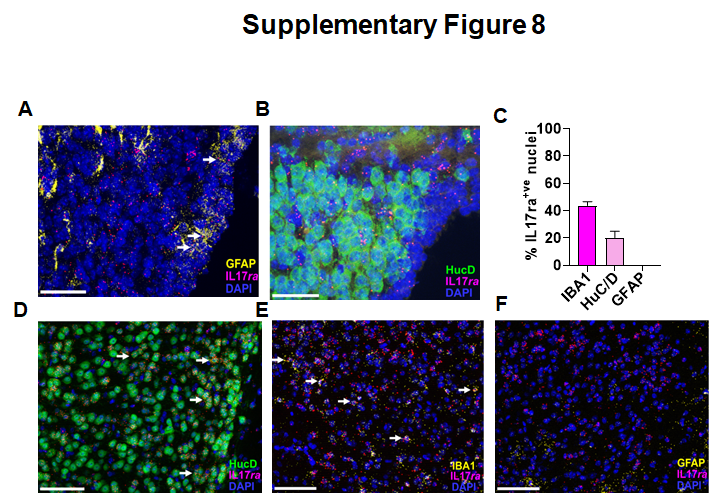 Supplementary Figure 8
A
B
C
GFAP
IL17ra
DAPI
HucD
IL17ra
DAPI
% IL17ra+ve nuclei
100
80
60
40
20
0
IBA1
HuC/D
GFAP
D
E
F
HucD
IL17ra
DAPI
IBA1
IL17ra
DAPI
GFAP
IL17ra
DAPI